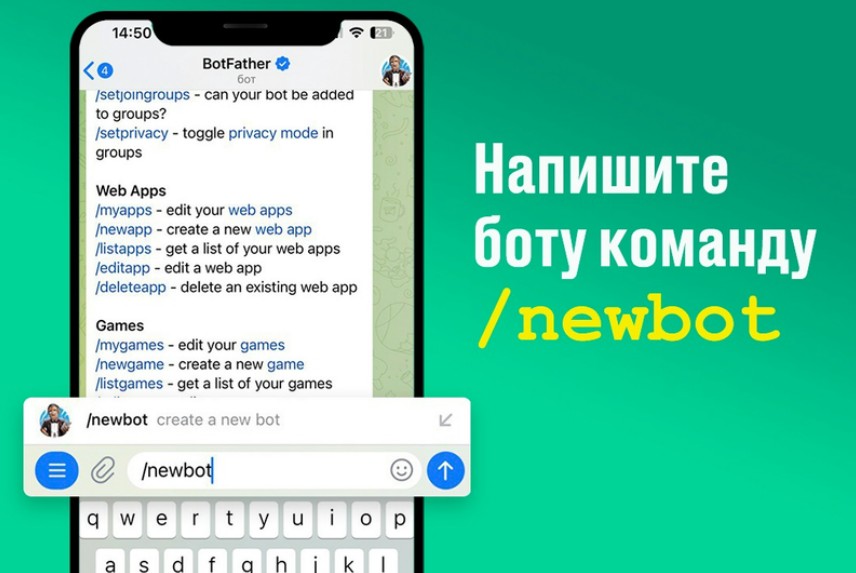 14:50
21
4
BotFather
бот
/setjoingroups - can your bot be added
to groups?
/setprivacy - toggle privacy mode in
groups
Web Apps
/myapps - edit your web apps
/newapp - create a new web app
/listapps - get a list of your web apps
/editapp - edit a web app
/deleteapp - delete an existing web app
Games
/mygames - edit your games
/newgame - create a new game
/listgames - get a list of your games
/newbot create a new bot
/newbot
q w e r t y u i o p
a s d f g h j k l
Напишите
боту команду
/newbot